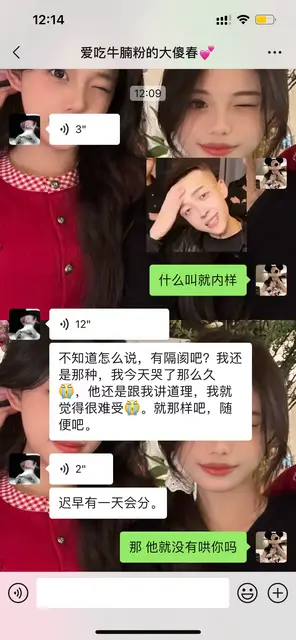 12:14
爱吃牛腩粉的大傻春💕
12:09
3"
什么叫就内样
12"
不知道怎么说，有隔阂吧？我还
是那种，我今天哭了那么久
😭，他还是跟我讲道理，我就
觉得很难受😭。就那样吧，随
便吧。
2"
迟早有一天会分。
那 他就没有哄你吗